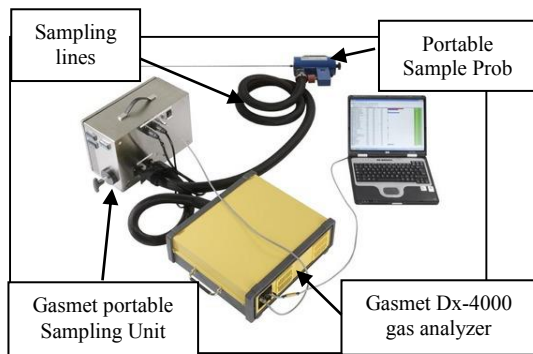 Sampling
lines
Portable
Sample Prob
Gasmet portable
Sampling Unit
Gasmet Dx-4000
gas analyzer